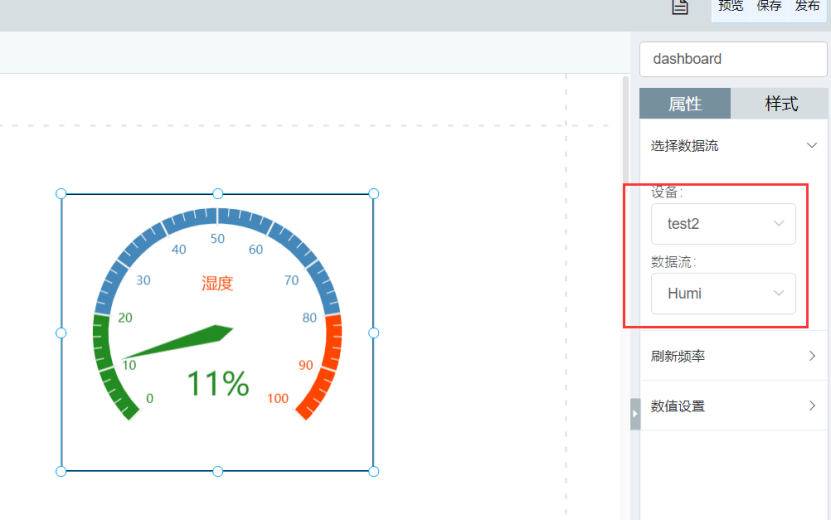 预览 保存 发布
dashboard
属性 样式
选择数据流
设备:
test2
数据流:
Humi
刷新频率
数值设置
50
40 60
湿度
30 70
20 80
10 90
11%
0 100